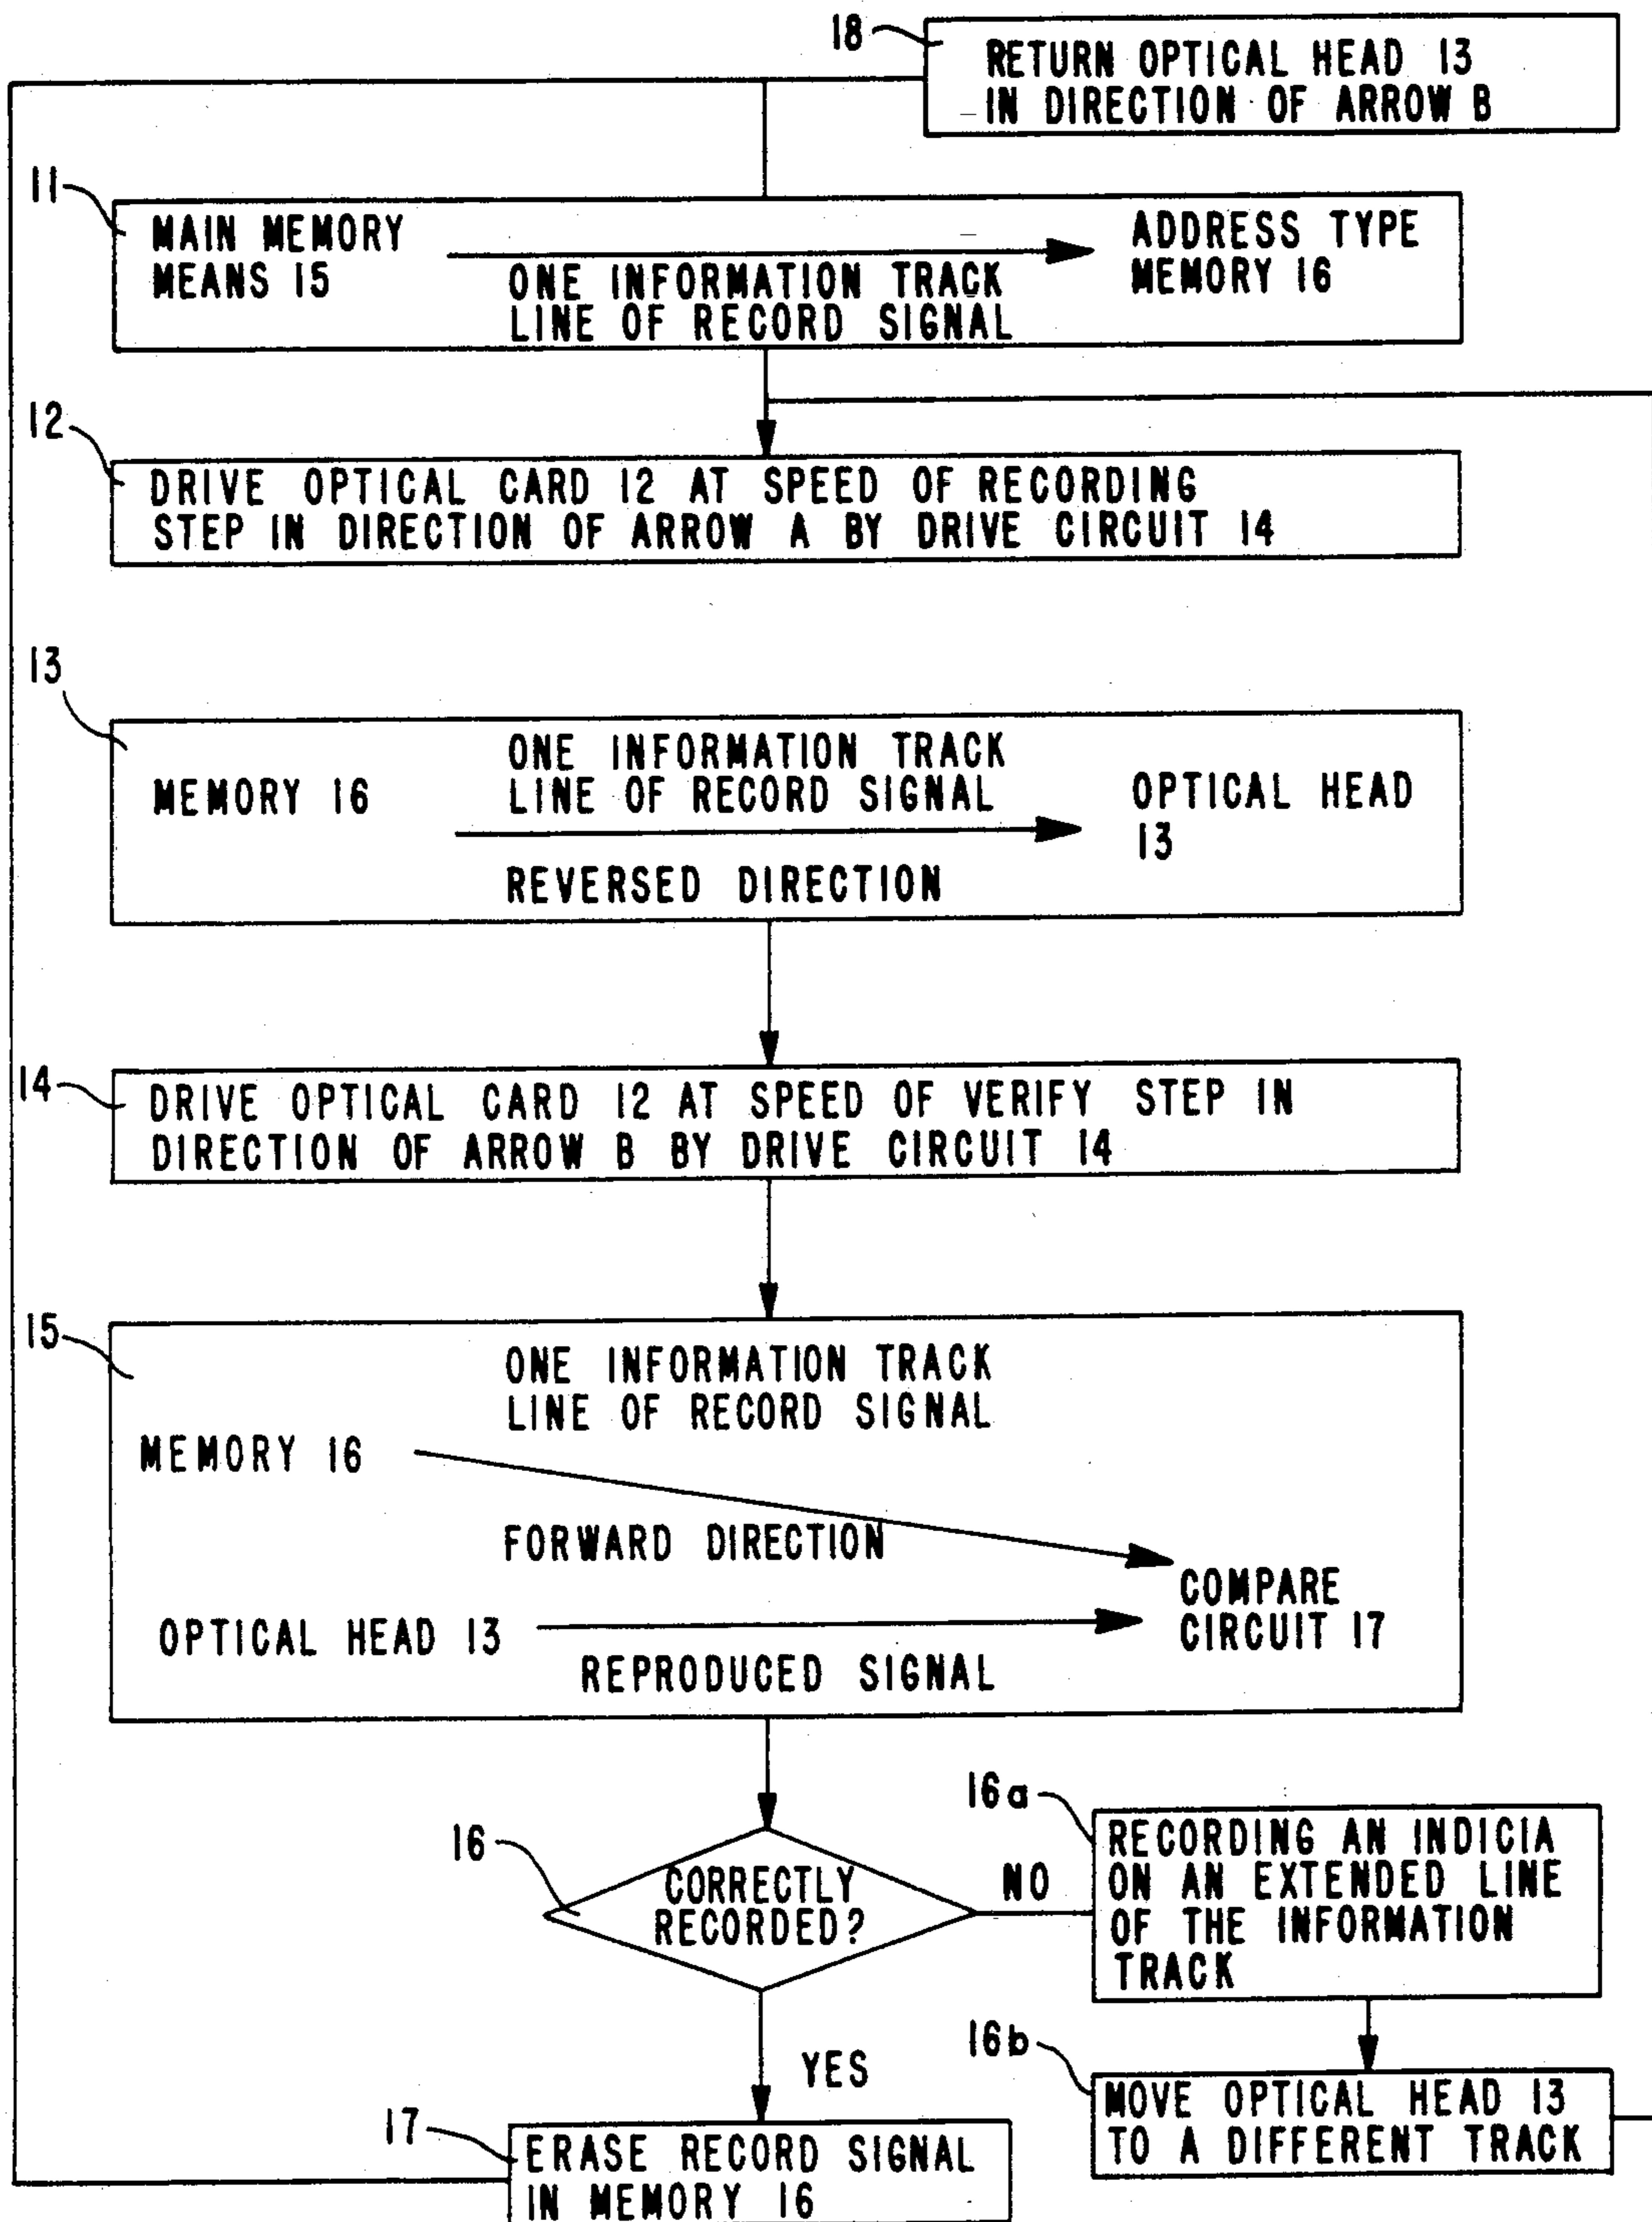 18
RETURN OPTICAL HEAD 13
IN DIRECTION OF ARROW B
11
MAIN MEMORY
MEANS 15
ONE INFORMATION TRACK
LINE OF RECORD SIGNAL
ADDRESS TYPE
MEMORY 16
12
DRIVE OPTICAL CARD 12 AT SPEED OF RECORDING
STEP IN DIRECTION OF ARROW A BY DRIVE CIRCUIT 14
13
MEMORY 16
ONE INFORMATION TRACK
LINE OF RECORD SIGNAL
REVERSED DIRECTION
OPTICAL HEAD
13
14
DRIVE OPTICAL CARD 12 AT SPEED OF VERIFY STEP IN
DIRECTION OF ARROW B BY DRIVE CIRCUIT 14
15
ONE INFORMATION TRACK
LINE OF RECORD SIGNAL
MEMORY 16
FORWARD DIRECTION
OPTICAL HEAD 13
REPRODUCED SIGNAL
COMPARE
CIRCUIT 17
16
CORRECTLY
RECORDED?
NO
16a
RECORDING AN INDICIA
ON AN EXTENDED LINE
OF THE INFORMATION
TRACK
16b
MOVE OPTICAL HEAD 13
TO A DIFFERENT TRACK
YES
17
ERASE RECORD SIGNAL
IN MEMORY 16